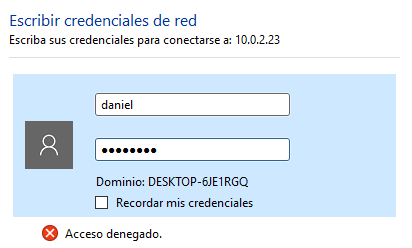 Escribir credenciales de red
Escriba sus credenciales para conectarse a: 10.0.2.23
daniel
●●●●●●●●
Dominio: DESKTOP-6JE1RGQ
Recordar mis credenciales
Acceso denegado.